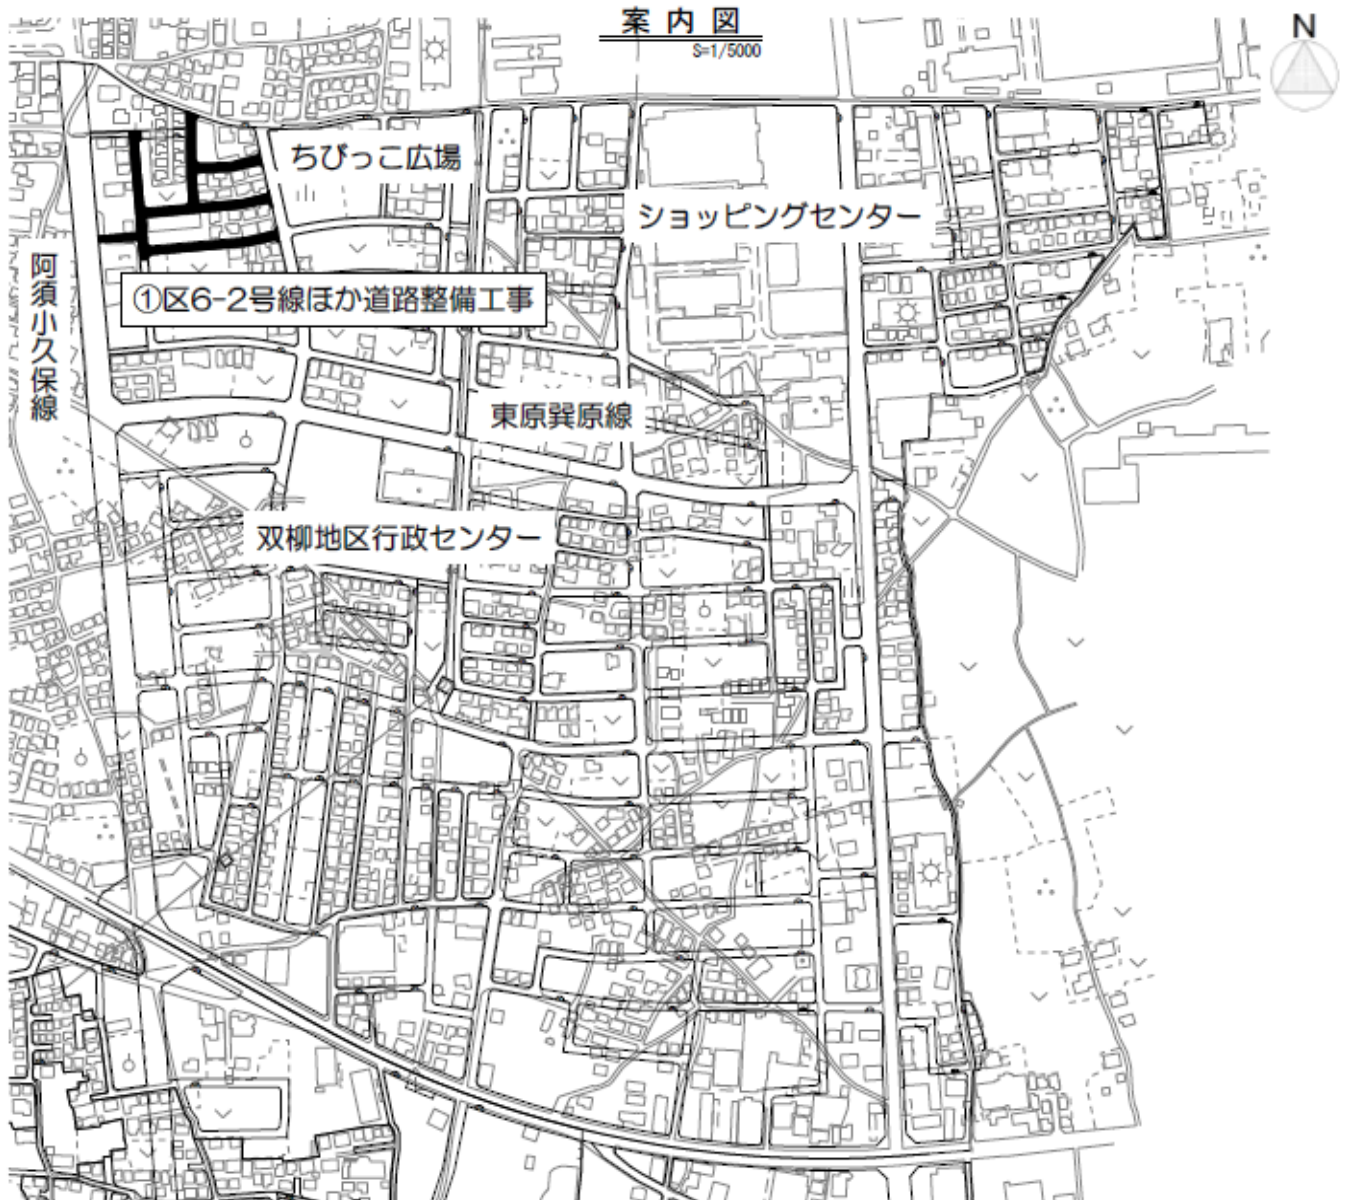 案内図
S=1/5000
N
ちびっこ広場
ショッピングセンター
阿須小久保線
①区6-2号線ほか道路整備工事
東原巽原線
双柳地区行政センター